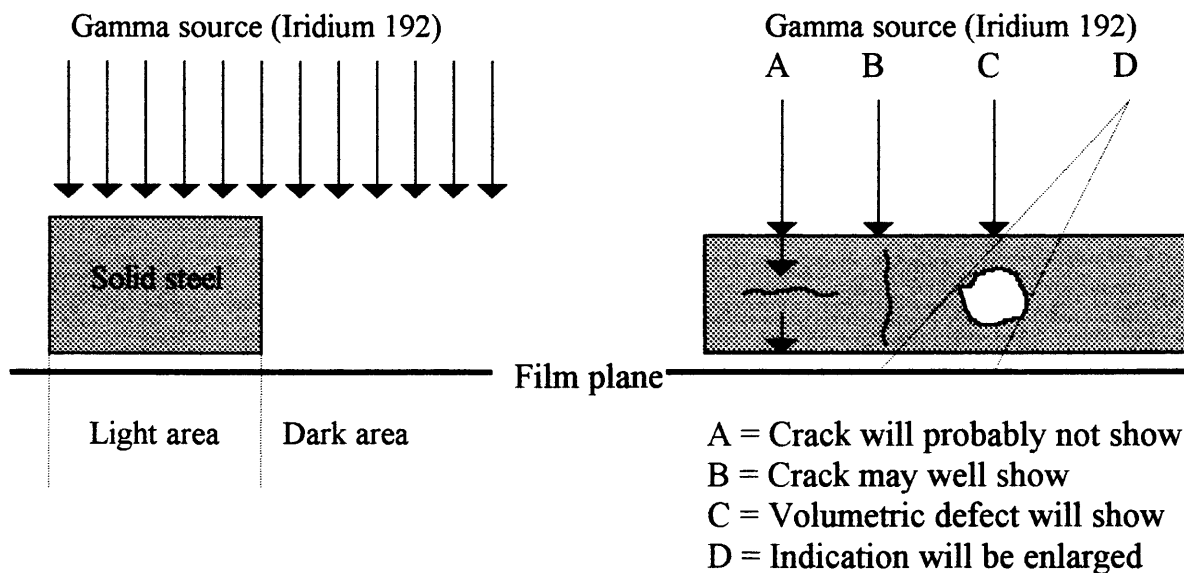 Gamma source (Iridium 192)
Solid steel
Light area
Dark area
Film plane
Gamma source (Iridium 192)
A B C D
A = Crack will probably not show
B = Crack may well show
C = Volumetric defect will show
D = Indication will be enlarged